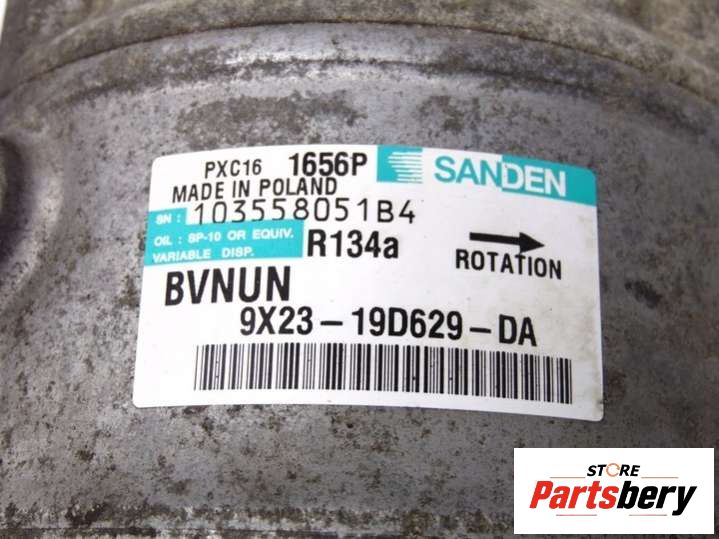 PXC16 1656P SANDEN
MADE IN POLAND
SN : 103558051B4
OIL : SP-10 OR EQUIV. R134a
VARIABLE DISP. ROTATION
BVNUN
9X23-19D629-DA
STORE
Partsbery